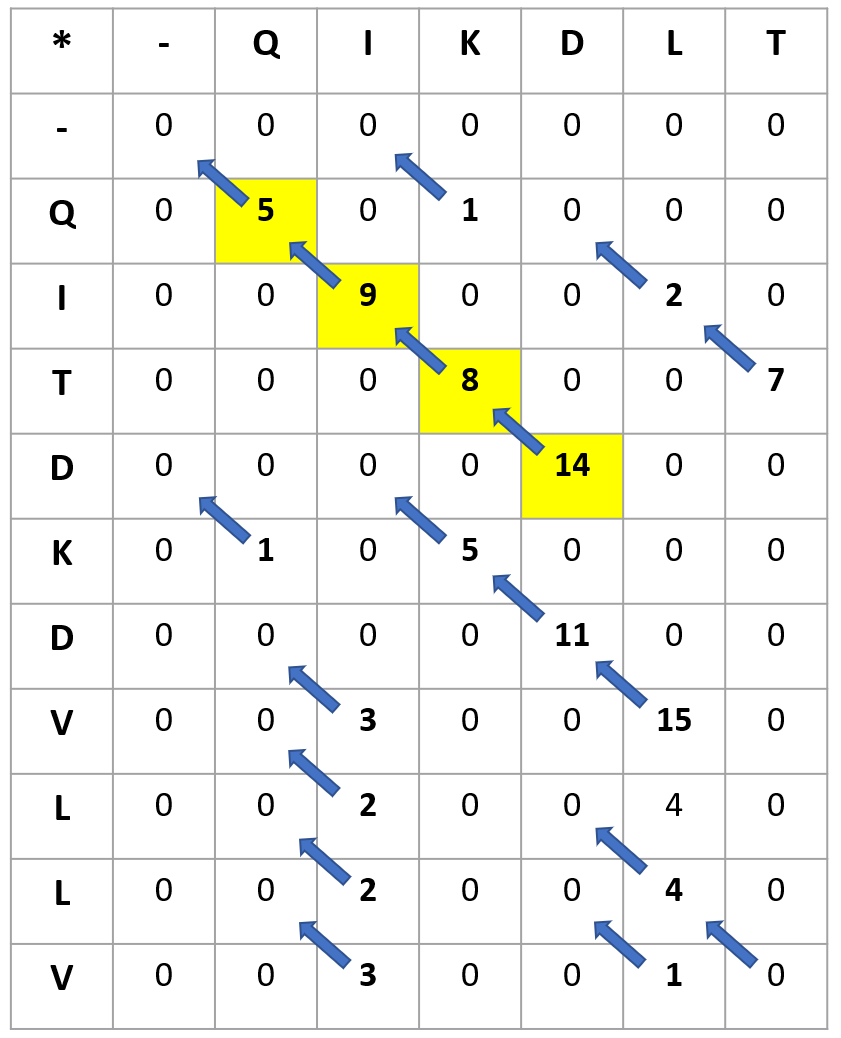 * - Q I K D L T
- 0 0 0 0 0 0 0
Q 0 5 0 1 0 0 0
I 0 0 9 0 0 2 0
T 0 0 0 8 0 0 7
D 0 0 0 0 14 0 0
K 0 1 0 5 0 0 0
D 0 0 0 0 11 0 0
V 0 0 3 0 0 15 0
L 0 0 2 0 0 4 0
L 0 0 2 0 0 4 0
V 0 0 3 0 0 1 0